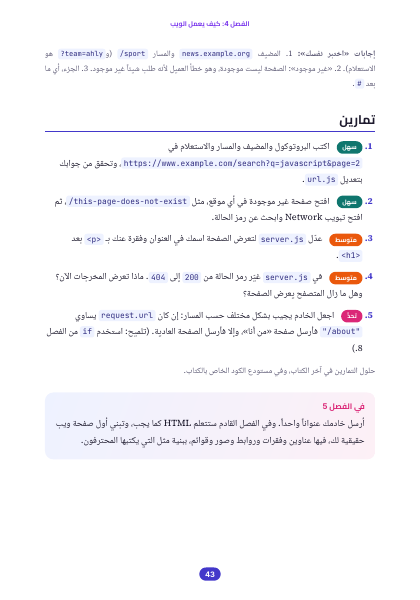 الفصل 4: كيف يعمل الويب
إجابات «اختبر نفسك»: 1. المضيف news.example.org والمسار /sport (و ?team=ahly هو
الاستعلام). 2. «غير موجود»: الصفحة ليست موجودة، وهو خطأ العميل لأنه طلب شيئاً غير موجود. 3. الجزء، أي ما
بعد #.
تمارين
1. سهل اكتب البروتوكول والمضيف والمسار والاستعلام في
https://www.example.com/search?q=javascript&page=2، وتحقق من جوابك
بتعديل url.js.
2. سهل افتح صفحة غير موجودة في أي موقع، مثل /this-page-does-not-exist، ثم
افتح تبويب Network وابحث عن رمز الحالة.
3. متوسط عدّل server.js لتعرض الصفحة اسمك في العنوان وفقرة عنك بـ <p> بعد
<h1>.
4. متوسط في server.js غيّر رمز الحالة من 200 إلى 404. ماذا تعرض المخرجات الآن؟
وهل ما زال المتصفح يعرض الصفحة؟
5. تحدّ اجعل الخادم يجيب بشكل مختلف حسب المسار: إن كان request.url يساوي
"/about" فأرسل صفحة «من أنا»، وإلا فأرسل الصفحة العادية. (تلميح: استخدم if من الفصل
8.)
حلول التمارين في آخر الكتاب، وفي مستودع الكود الخاص بالكتاب.
في الفصل 5
أرسل خادمك عنواناً واحداً. وفي الفصل القادم ستتعلم HTML كما يجب، وتبني أول صفحة ويب
حقيقية لك، فيها عناوين وفقرات وروابط وصور وقوائم، ببنية مثل التي يكتبها المحترفون.
43